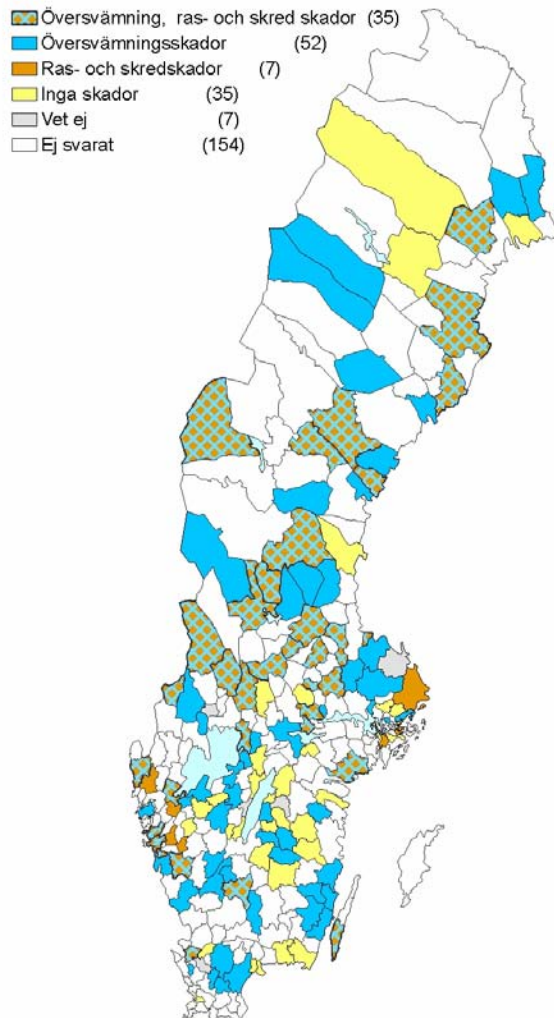 Översvämning, ras- och skred skador (35)
Översvämningsskador (52)
Ras- och skredskador (7)
Inga skador (35)
Vet ej (7)
Ej svarat (154)